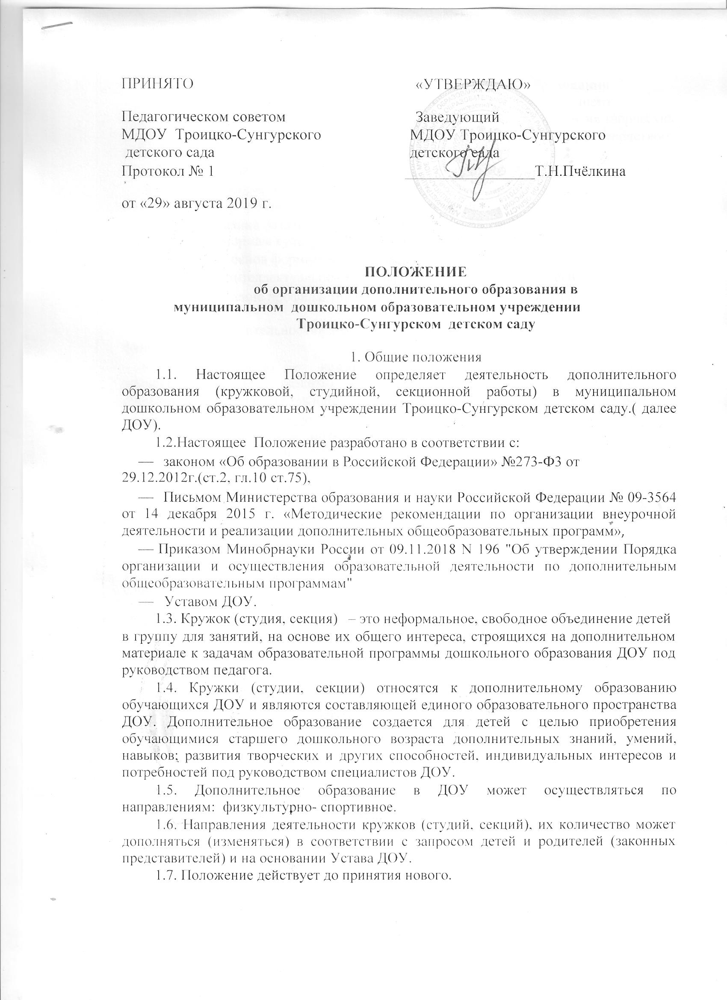 ПРИНЯТО
«УТВЕРЖДАЮ»
Педагогическом советом
Заведующий
МДОУ Троицко-Сунгурского
МДОУ Троицко-Сунгурского
детского сада
детского сада
Протокол № 1
Т.Н.Пчёлкина
от «29» августа 2019 г.
ПОЛОЖЕНИЕ
об организации дополнительного образования в
муниципальном дошкольном образовательном учреждении
Троицко-Сунгурском детском саду
1. Общие положения
1.1. Настоящее Положение определяет деятельность дополнительного
образования (кружковой, студийной, секционной работы) в муниципальном
дошкольном образовательном учреждении Троицко-Сунгурском детском саду.( далее
ДОУ).
1.2.Настоящее Положение разработано в соответствии с:
— законом «Об образовании в Российской Федерации» №273-ФЗ от
29.12.2012г.(ст.2, гл.10 ст.75),
— Письмом Министерства образования и науки Российской Федерации № 09-3564
от 14 декабря 2015 г. «Методические рекомендации по организации внеурочной
деятельности и реализации дополнительных общеобразовательных программ»,
— Приказом Минобрнауки России от 09.11.2018 N 196 "Об утверждении Порядка
организации и осуществления образовательной деятельности по дополнительным
общеобразовательным программам"
— Уставом ДОУ.
1.3. Кружок (студия, секция) – это неформальное, свободное объединение детей
в группу для занятий, на основе их общего интереса, строящихся на дополнительном
материале к задачам образовательной программы дошкольного образования ДОУ под
руководством педагога.
1.4. Кружки (студии, секции) относятся к дополнительному образованию
обучающихся ДОУ и являются составляющей единого образовательного пространства
ДОУ. Дополнительное образование создается для детей с целью приобретения
обучающимися старшего дошкольного возраста дополнительных знаний, умений,
навыков; развития творческих и других способностей, индивидуальных интересов и
потребностей под руководством специалистов ДОУ.
1.5. Дополнительное образование в ДОУ может осуществляться по
направлениям: физкультурно- спортивное.
1.6. Направления деятельности кружков (студий, секций), их количество может
дополняться (изменяться) в соответствии с запросом детей и родителей (законных
представителей) и на основании Устава ДОУ.
1.7. Положение действует до принятия нового.